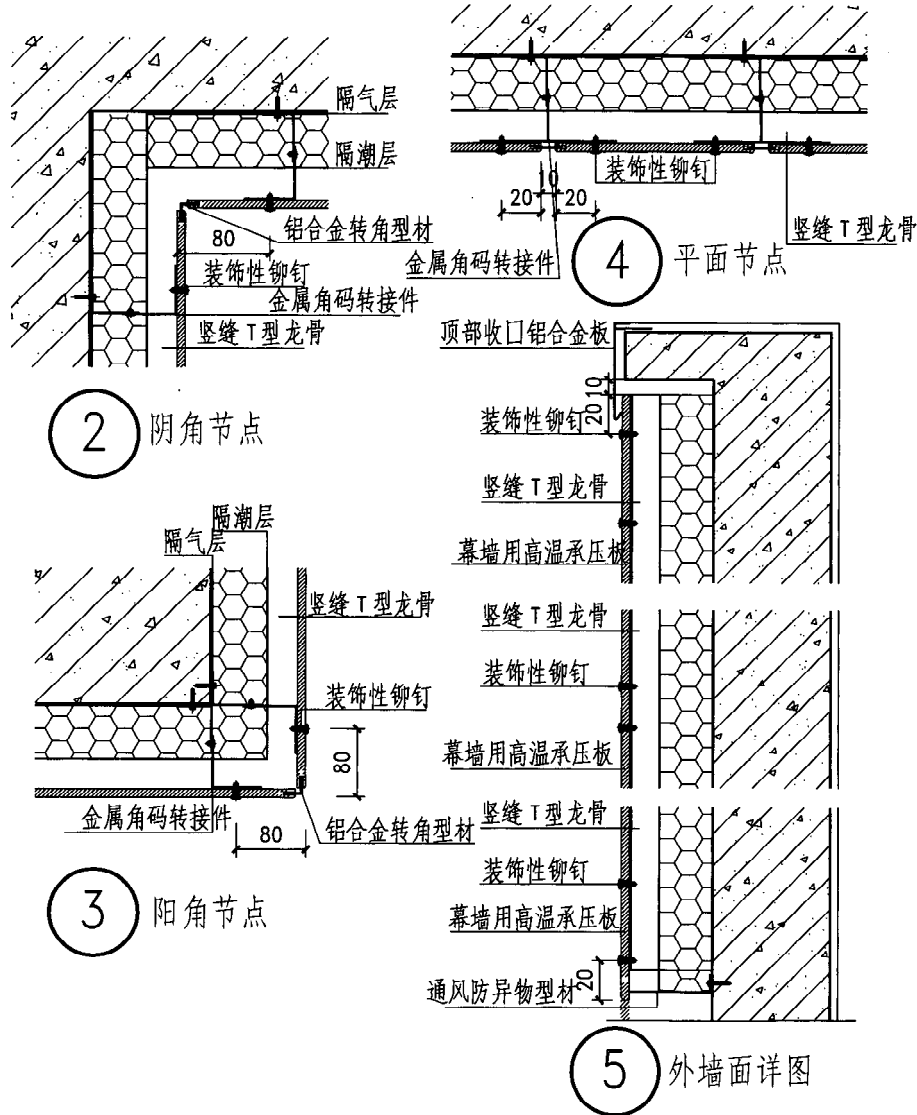 隔气层
隔潮层
铝合金转角型材
80
装饰性铆钉
金属角码转接件
竖缝T型龙骨
2 阴角节点
装饰性铆钉
10
20 20
竖缝T型龙骨
金属角码转接件
4 平面节点
隔潮层
隔气层
竖缝T型龙骨
装饰性铆钉
80
金属角码转接件
80
铝合金转角型材
3 阳角节点
顶部收口铝合金板
10
20
装饰性铆钉
竖缝T型龙骨
幕墙用高温承压板
竖缝T型龙骨
装饰性铆钉
幕墙用高温承压板
竖缝T型龙骨
装饰性铆钉
幕墙用高温承压板
20
通风防异物型材
5 外墙面详图